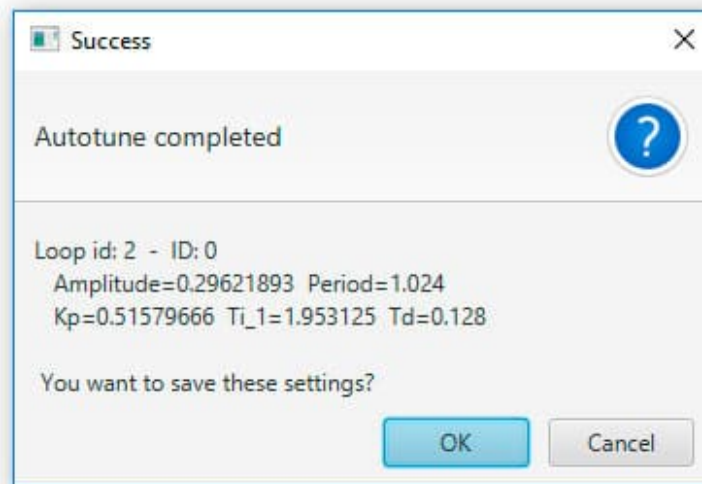 Success
Autotune completed
?
Loop id: 2 - ID: 0
Amplitude=0.29621893 Period=1.024
Kp=0.51579666 Ti_1=1.953125 Td=0.128
You want to save these settings?
OK Cancel